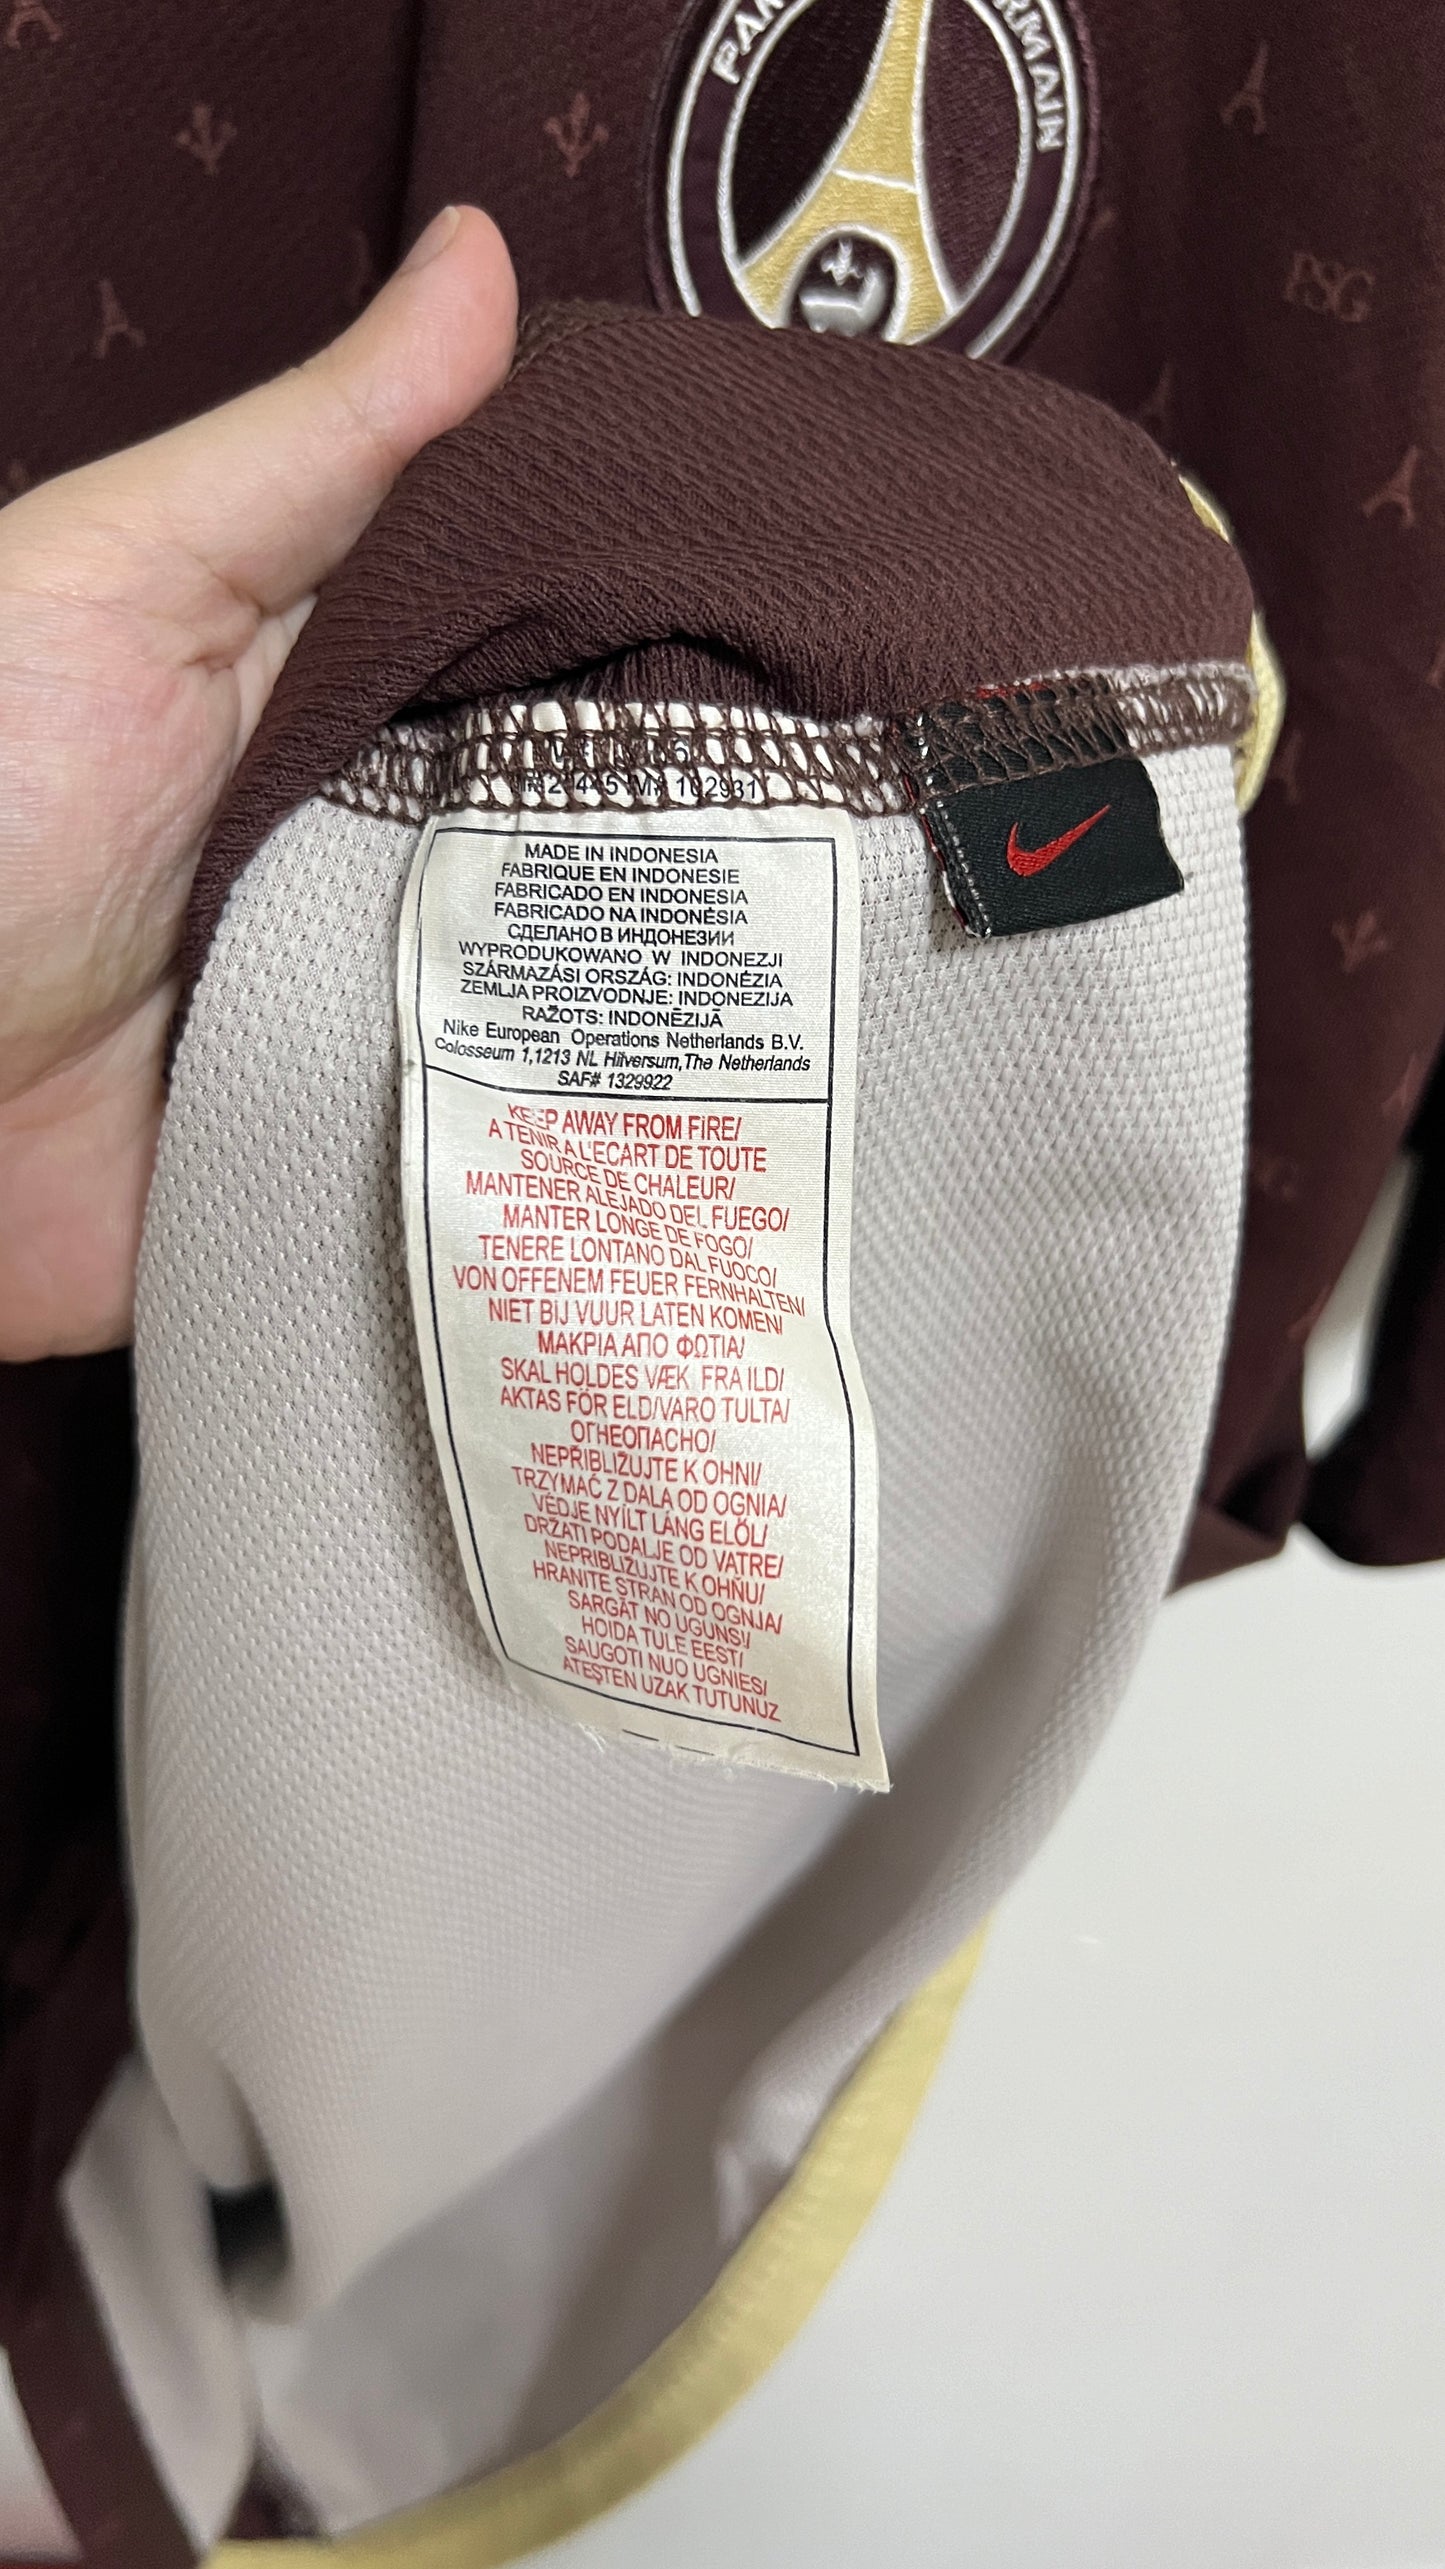 GERMAIN
PSG
102931
MADE IN INDONESIA
FABRIQUE EN INDONESIE
FABRICADO EN INDONESIA
FABRICADO NA INDONÉSIA
СДЕЛАНО В ИНДОНЕЗИИ
WYPRODUKOWANO W INDONEZJI
SZÁRMAZÁSI ORSZÁG: INDONÉZIA
ZEMLJA PROIZVODNJE: INDONEZIJA
RAŽOTS: INDONĒZIJĀ
Nike European Operations Netherlands B.V.
Colosseum 1,1213 NL Hilversum,The Netherlands
SAF# 1329922
KEEP AWAY FROM FIRE/
A TENIR A L'ECART DE TOUTE
SOURCE DE CHALEUR/
MANTENER ALEJADO DEL FUEGO/
MANTER LONGE DE FOGO/
TENERE LONTANO DAL FUOCO/
VON OFFENEM FEUER FERNHALTEN/
NIET BIJ VUUR LATEN KOMEN/
ΜΑΚΡΙΑ ΑΠΟ ΦΩΤΙΑ/
SKAL HOLDES VÆK FRA ILD/
AKTAS FÖR ELD/VARO TULTA/
ОГНЕОПАСНО/
NEPŘIBLIŽUJTE K OHNI/
TRZYMAĆ Z DALA OD OGNIA/
VÉDJE NYÍLT LÁNG ELŐL/
DRŽATI PODALJE OD VATRE/
NEPRIBLIŽUJTE K OHŇU/
HRANITE STRAN OD OGNJA/
SARGĀT NO UGUNS!/
HOIDA TULE EEST/
SAUGOTI NUO UGNIES/
ATEŞTEN UZAK TUTUNUZ